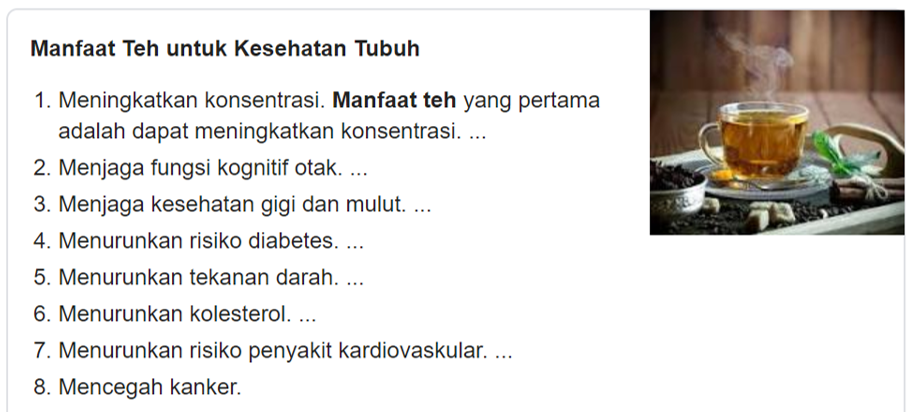 Manfaat Teh untuk Kesehatan Tubuh
1. Meningkatkan konsentrasi. Manfaat teh yang pertama
adalah dapat meningkatkan konsentrasi. ...
2. Menjaga fungsi kognitif otak. ...
3. Menjaga kesehatan gigi dan mulut. ...
4. Menurunkan risiko diabetes. ...
5. Menurunkan tekanan darah. ...
6. Menurunkan kolesterol. ...
7. Menurunkan risiko penyakit kardiovaskular. ...
8. Mencegah kanker.